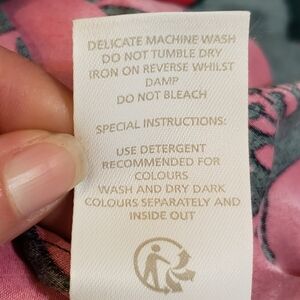 DELICATE MACHINE WASH
DO NOT TUMBLE DRY
IRON ON REVERSE WHILST
DAMP
DO NOT BLEACH
SPECIAL INSTRUCTIONS:
USE DETERGENT
RECOMMENDED FOR
COLOURS
WASH AND DRY DARK
COLOURS SEPARATELY AND
INSIDE OUT